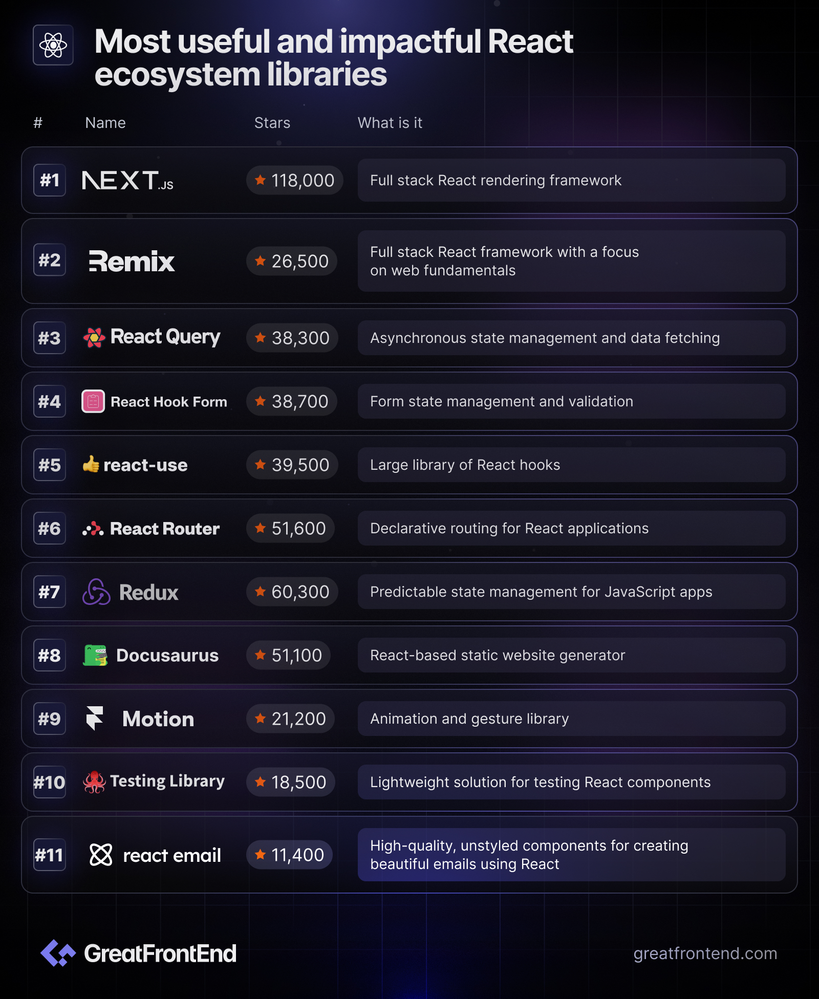 Most useful and impactful React
ecosystem libraries
# Name Stars What is it
#1 NEXT.JS 118,000 Full stack React rendering framework
#2 Remix 26,500 Full stack React framework with a focus
on web fundamentals
#3 React Query 38,300 Asynchronous state management and data fetching
#4 React Hook Form 38,700 Form state management and validation
#5 react-use 39,500 Large library of React hooks
#6 React Router 51,600 Declarative routing for React applications
#7 Redux 60,300 Predictable state management for JavaScript apps
#8 Docusaurus 51,100 React-based static website generator
#9 Motion 21,200 Animation and gesture library
#10 Testing Library 18,500 Lightweight solution for testing React components
#11 react email 11,400 High-quality, unstyled components for creating
beautiful emails using React
GreatFrontEnd greatfrontend.com